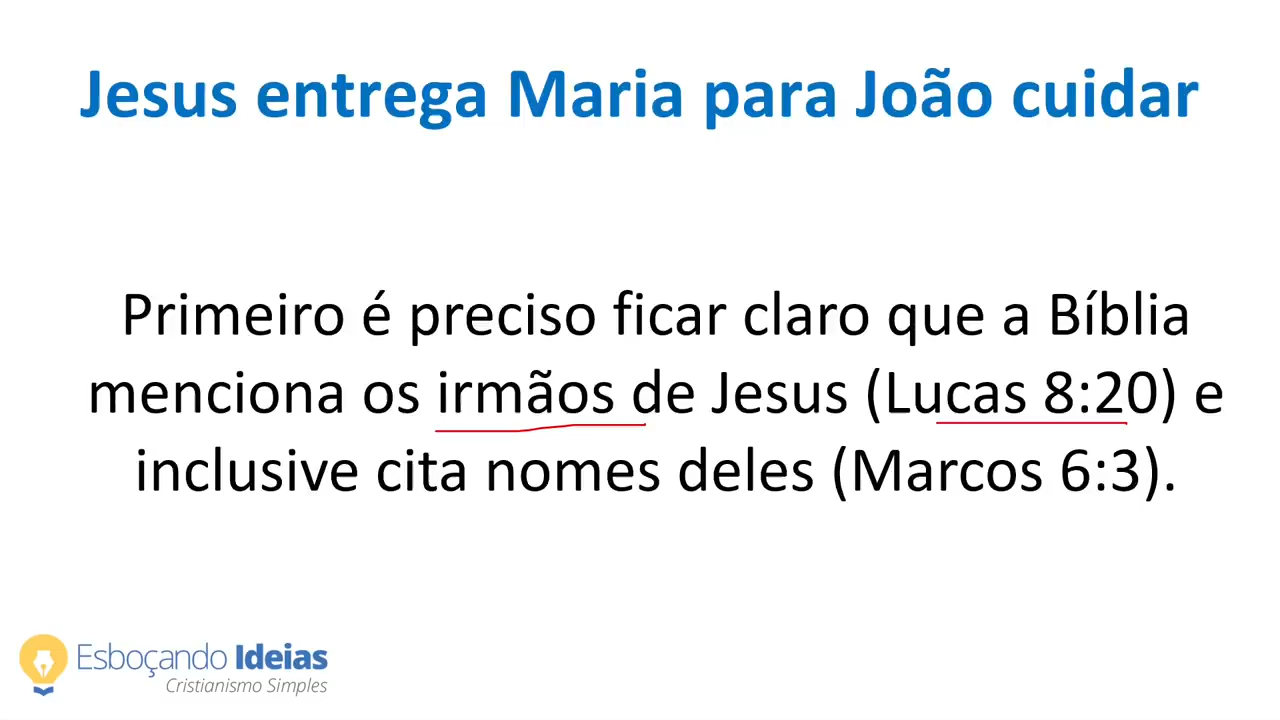 Jesus entrega Maria para João cuidar
Primeiro é preciso ficar claro que a Bíblia
menciona os irmãos de Jesus (Lucas 8:20) e
inclusive cita nomes deles (Marcos 6:3).
Esboçando Ideias
Cristianismo Simples